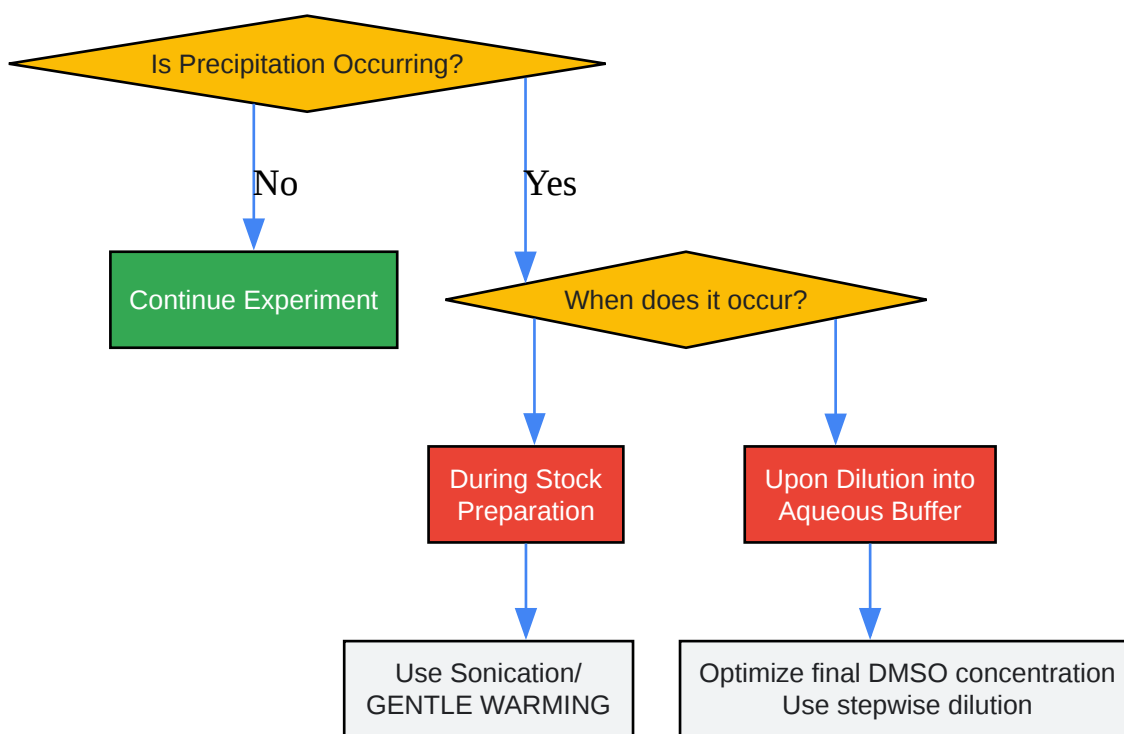 Is Precipitation Occurring?
No
Yes
Continue Experiment
When does it occur?
During Stock
Preparation
Upon Dilution into
Aqueous Buffer
Use Sonication/
GENTLE WARMING
Optimize final DMSO concentration
Use stepwise dilution